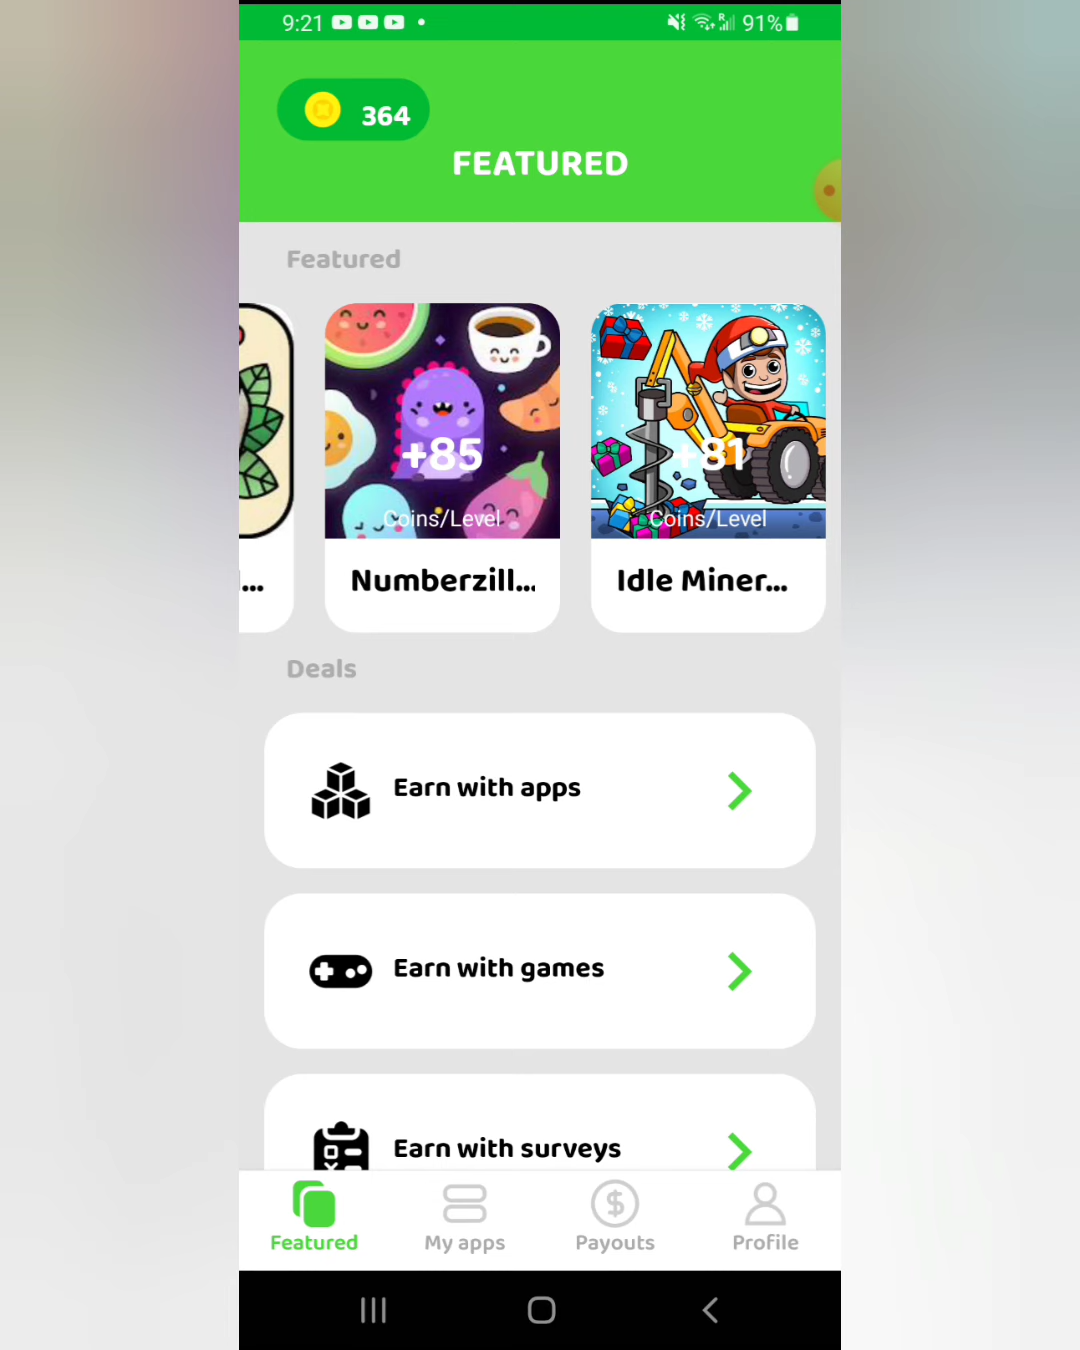 9:21 91%
364
FEATURED
Featured
+85
Coins/Level
Numberzill...
+81
Coins/Level
Idle Miner...
Deals
Earn with apps
Earn with games
Earn with surveys
Featured My apps Payouts Profile